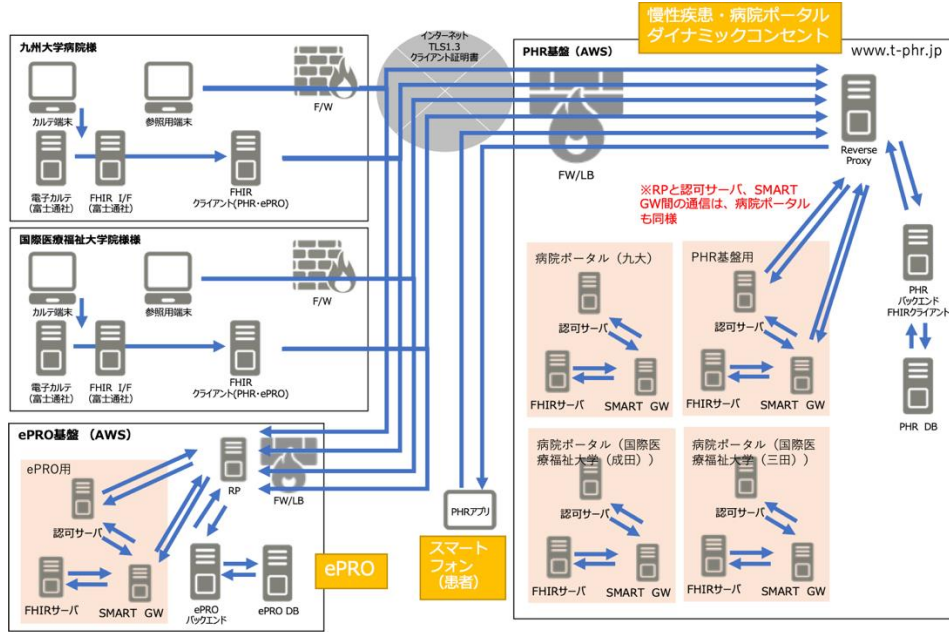 慢性疾患・病院ポータル
ダイナミックコンセント
九州大学病院様
インターネット
TLS1.3
クライアント証明書
PHR基盤（AWS）
www.t-phr.jp
F/W
カルテ端末
参照用端末
電子カルテ
(富士通社)
FHIR I/F
(富士通社)
FHIR
クライアント(PHR・ePRO)
FW/LB
Reverse
Proxy
※RPと認可サーバ、SMART
GW間の通信は、病院ポータル
も同様
国際医療福祉大学院様様
F/W
カルテ端末
参照用端末
電子カルテ
(富士通社)
FHIR I/F
(富士通社)
FHIR
クライアント(PHR・ePRO)
病院ポータル（九大）
認可サーバ
FHIRサーバ
SMART GW
PHR基盤用
認可サーバ
FHIRサーバ
SMART GW
PHR
バックエンド
FHIRクライアント
PHR DB
ePRO基盤 （AWS）
ePRO用
認可サーバ
FHIRサーバ
SMART GW
RP
FW/LB
ePRO
バックエンド
ePRO DB
ePRO
PHRアプリ
スマート
フォン
（患者）
病院ポータル（国際医
療福祉大学（成田））
認可サーバ
FHIRサーバ
SMART GW
病院ポータル（国際医
療福祉大学（三田））
認可サーバ
FHIRサーバ
SMART GW